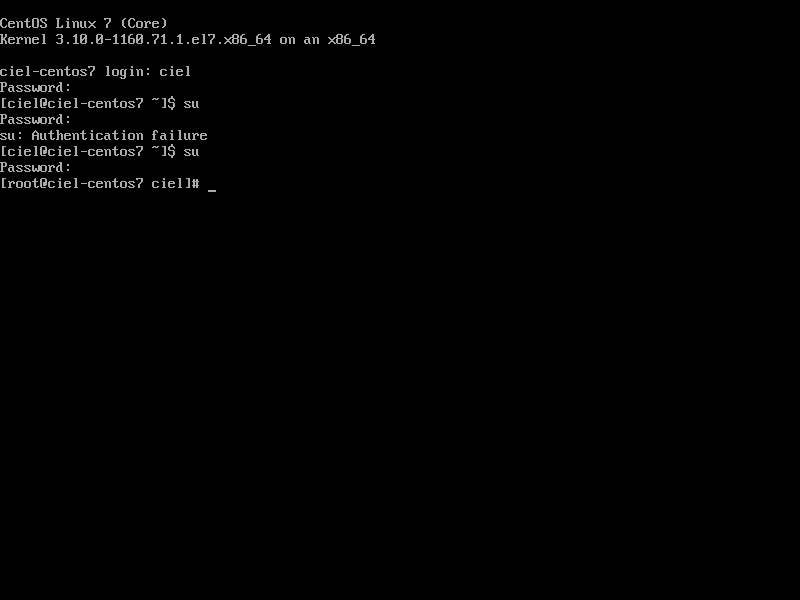 CentOS Linux 7 (Core)
Kernel 3.10.0-1160.71.1.el7.x86_64 on an x86_64
ciel-centos7 login: ciel
Password:
[ciel@ciel-centos7 ~]$ su
Password:
su: Authentication failure
[ciel@ciel-centos7 ~]$ su
Password:
[root@ciel-centos7 ciel]# _